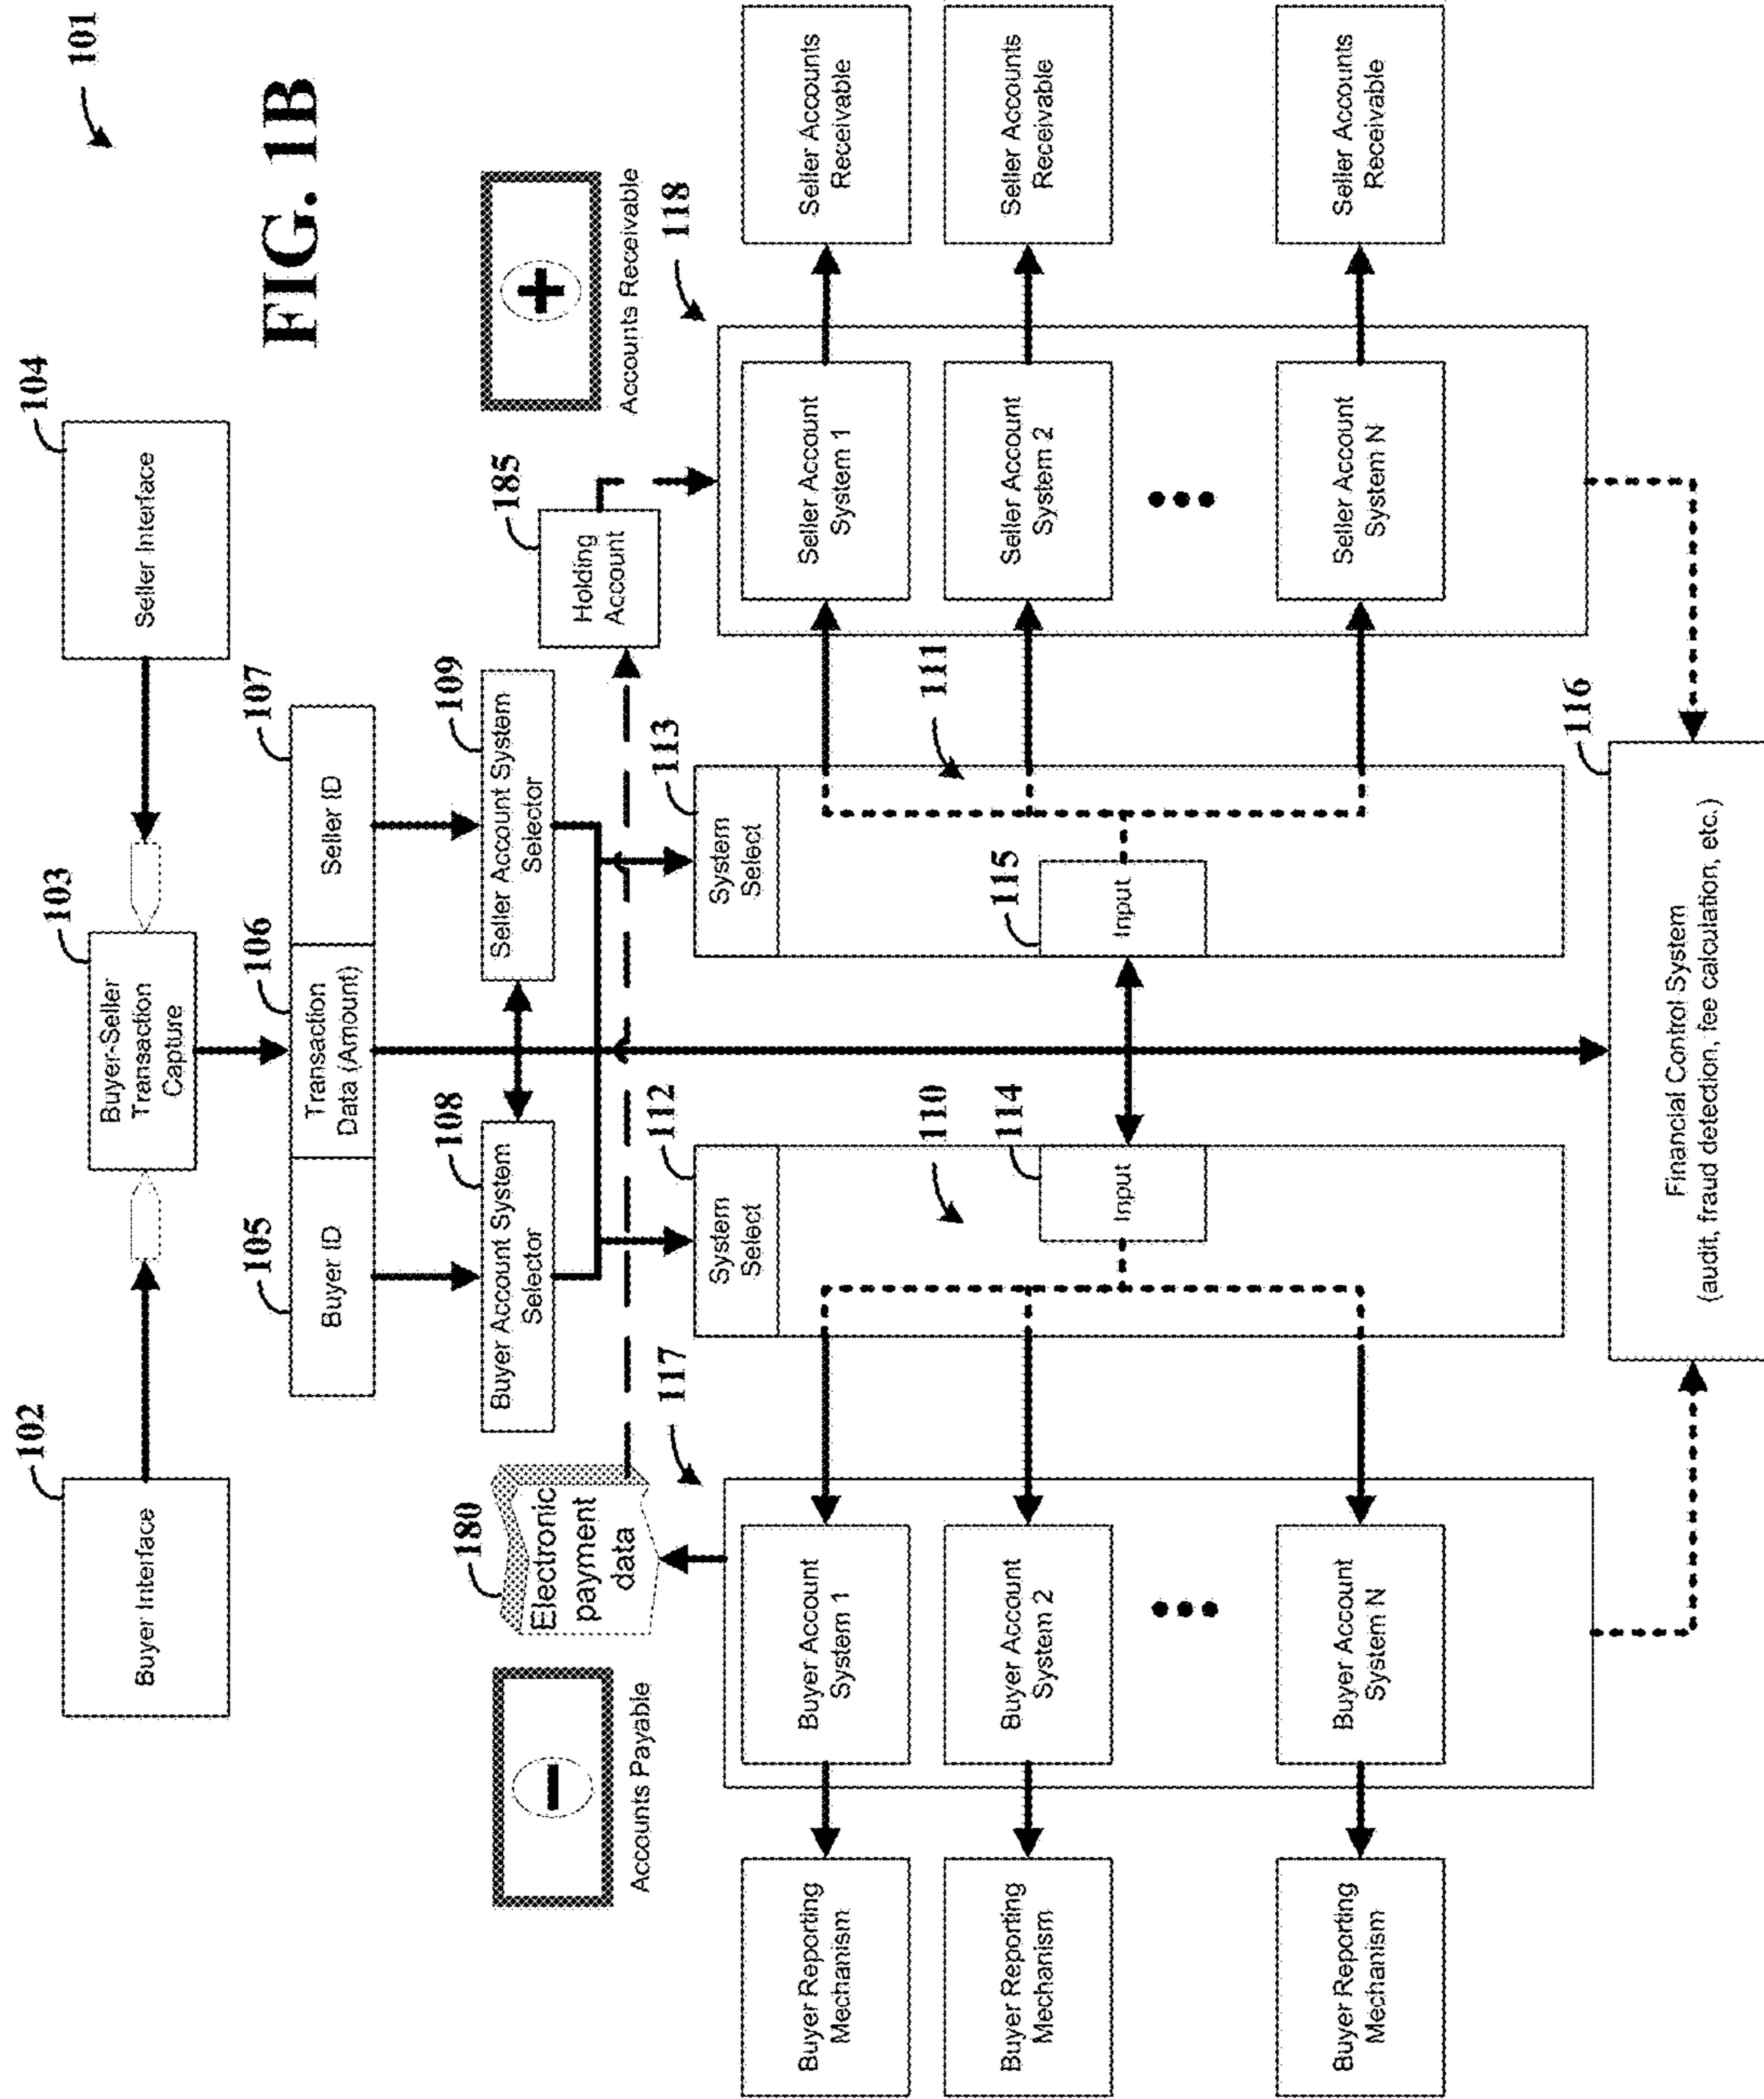 101
FIG. 1B
102
Buyer Interface
103
Buyer-Seller
Transaction
Capture
104
Seller Interface
105
Buyer ID
106
Transaction
Data (Amount)
107
Seller ID
108
Buyer Account System
Selector
109
Seller Account System
Selector
Accounts Payable
180
Electronic
payment
data
185
Holding
Account
Accounts Receivable
117
112
System
Select
113
System
Select
118
110
114
Input
111
115
Input
Buyer Reporting
Mechanism
Buyer Account
System 1
Seller Account
System 1
Seller Accounts
Receivable
Buyer Reporting
Mechanism
Buyer Account
System 2
Seller Account
System 2
Seller Accounts
Receivable
Buyer Reporting
Mechanism
Buyer Account
System N
Seller Account
System N
Seller Accounts
Receivable
116
Financial Control System
(audit, fraud detection, fee calculation, etc.)